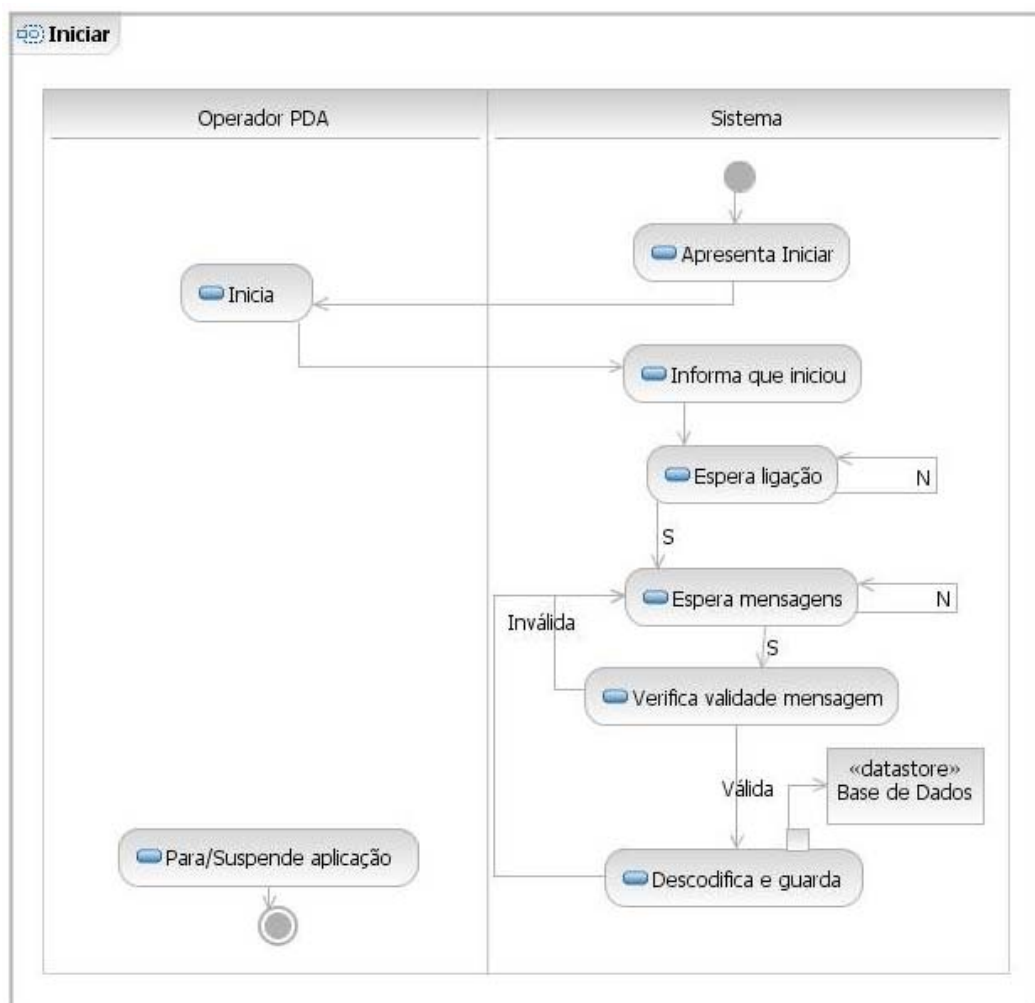 Iniciar
Operador PDA
Sistema
Apresenta Iniciar
Inicia
Informa que iniciou
Espera ligação
N
S
Espera mensagens
N
Inválida
S
Verifica validade mensagem
«datastore»
Base de Dados
Válida
Para/Suspende aplicação
Descodifica e guarda